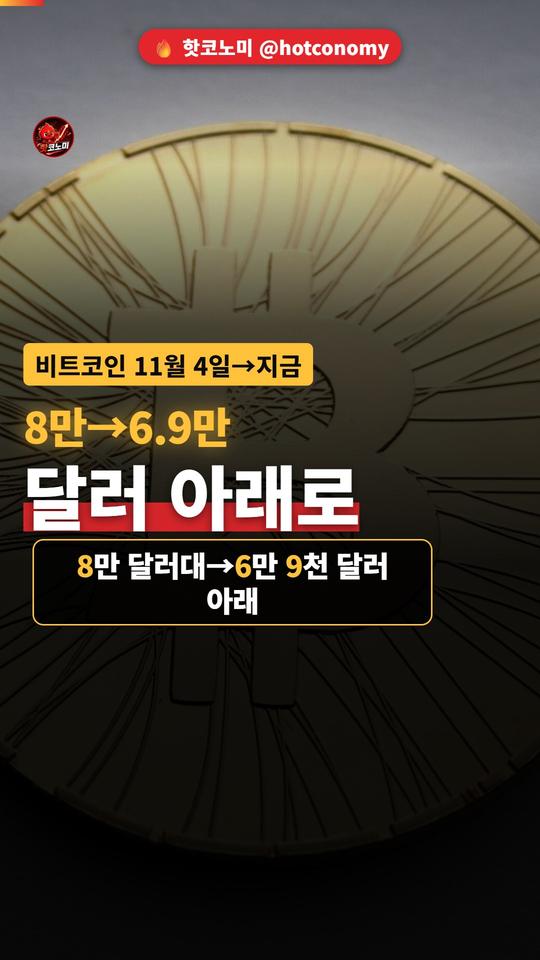 핫코노미 @hotconomy
핫코노미
비트코인 11월 4일→지금
8만→6.9만
달러 아래로
8만 달러대→6만 9천 달러
아래